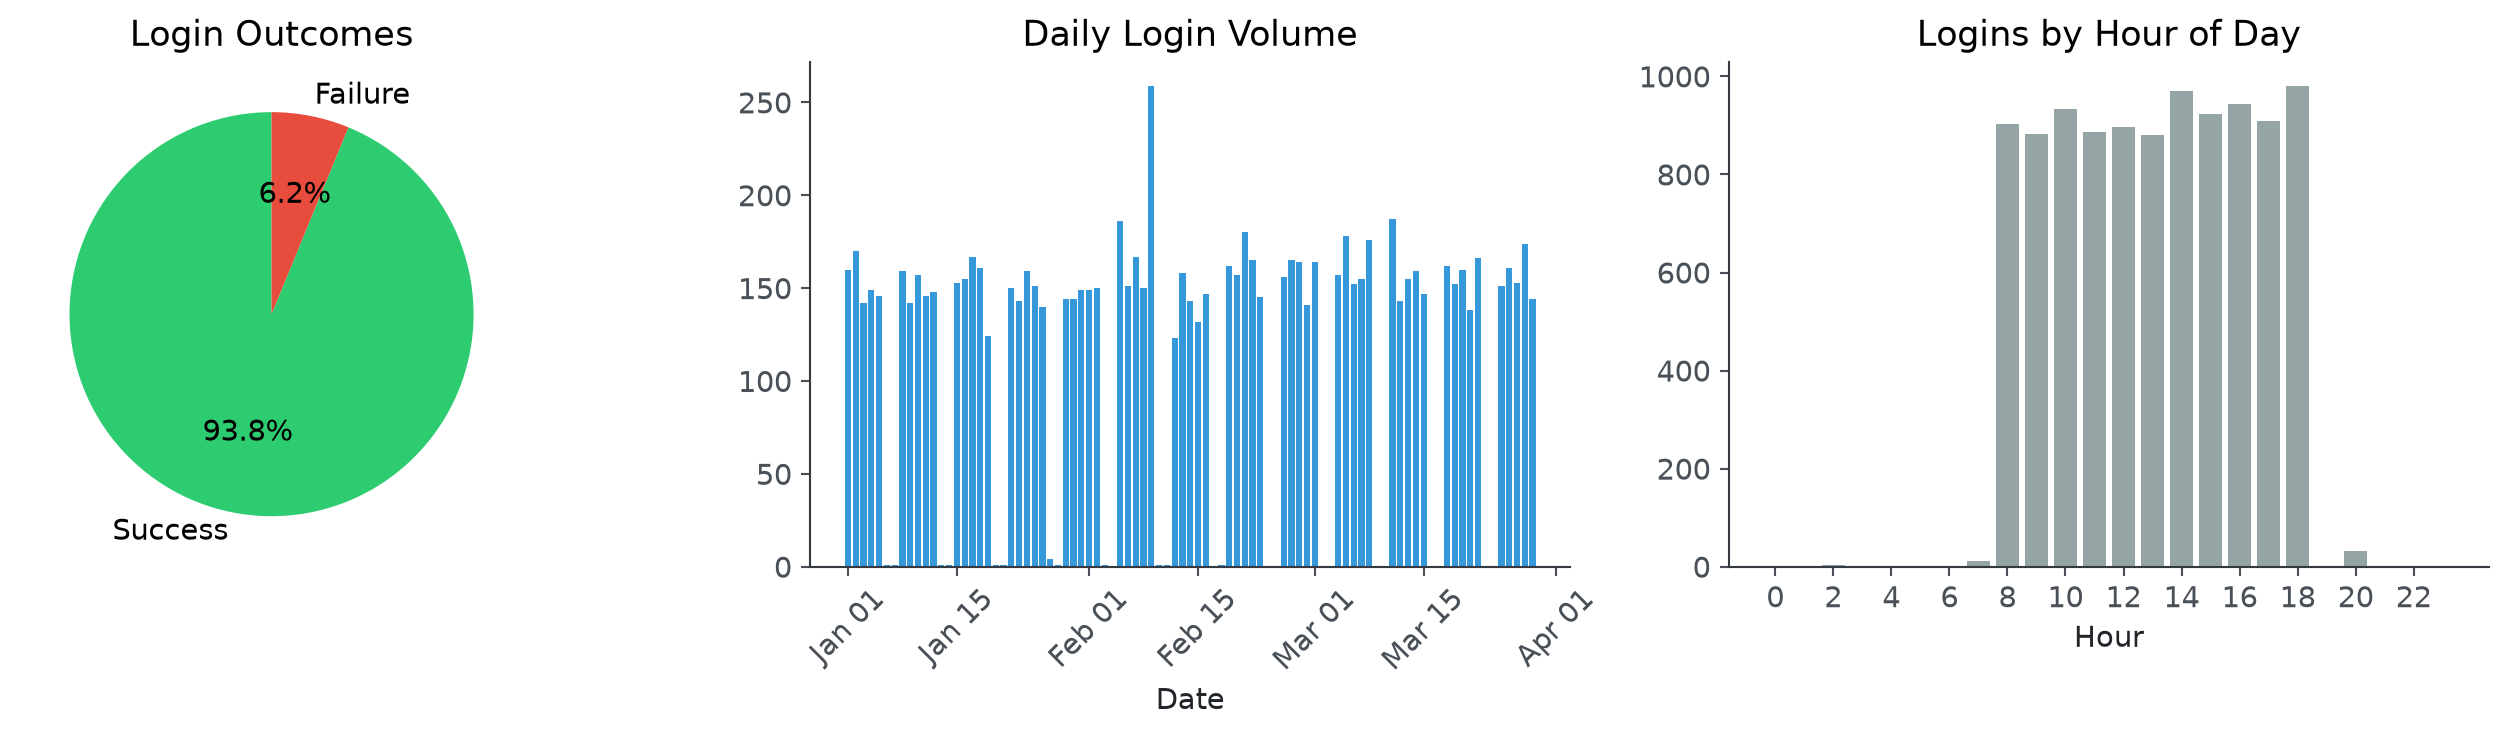 Login Outcomes
Failure
6.2%
93.8%
Success
Daily Login Volume
250
200
150
100
50
0
Jan 01
Jan 15
Feb 01
Feb 15
Mar 01
Mar 15
Apr 01
Date
Logins by Hour of Day
1000
800
600
400
200
0
0 2 4 6 8 10 12 14 16 18 20 22
Hour